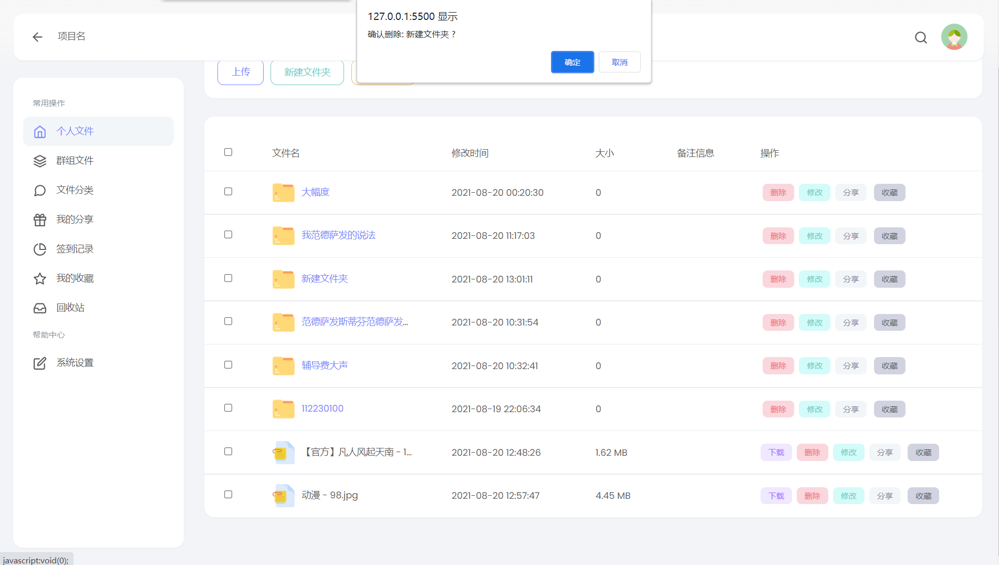 127.0.0.1:5500 显示
确认删除: 新建文件夹？
确定 取消
项目名
上传 新建文件夹
常用操作
个人文件
群组文件
文件分类
我的分享
签到记录
我的收藏
回收站
帮助中心
系统设置
文件名 修改时间 大小 备注信息 操作
大幅度 2021-08-20 00:20:30 0 删除 修改 分享 收藏
我范德萨发的说法 2021-08-20 11:17:03 0 删除 修改 分享 收藏
新建文件夹 2021-08-20 13:01:11 0 删除 修改 分享 收藏
范德萨发斯蒂芬范德萨发... 2021-08-20 10:31:54 0 删除 修改 分享 收藏
辅导费大声 2021-08-20 10:32:41 0 删除 修改 分享 收藏
112230100 2021-08-19 22:06:34 0 删除 修改 分享 收藏
【官方】凡人风起天南 - 1... 2021-08-20 12:48:26 1.62 MB 下载 删除 修改 分享 收藏
动漫 - 98.jpg 2021-08-20 12:57:47 4.45 MB 下载 删除 修改 分享 收藏
javascript:void(0);